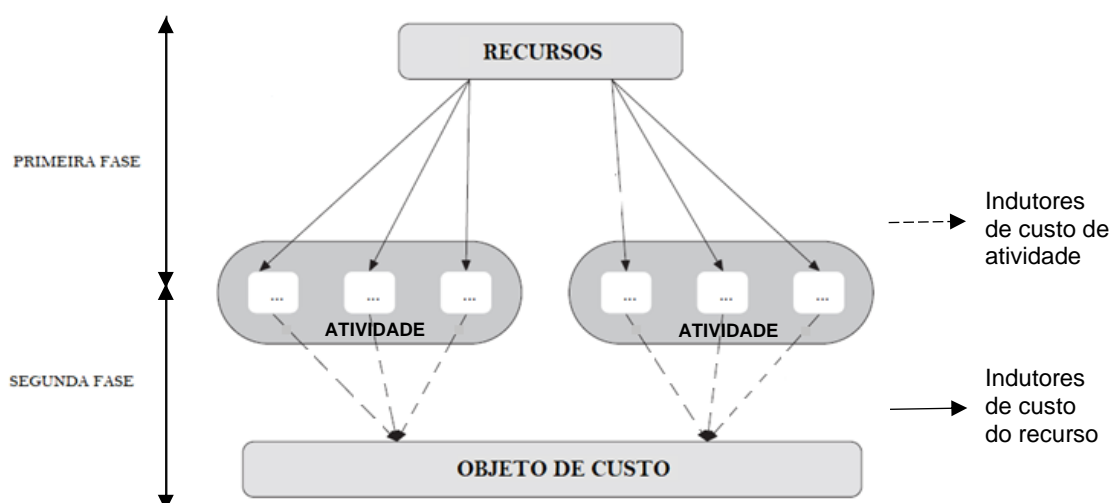 RECURSOS
PRIMEIRA FASE
Indutores
de custo de
atividade
... ... ... ... ... ...
ATIVIDADE ATIVIDADE
SEGUNDA FASE
Indutores
de custo
do recurso
OBJETO DE CUSTO